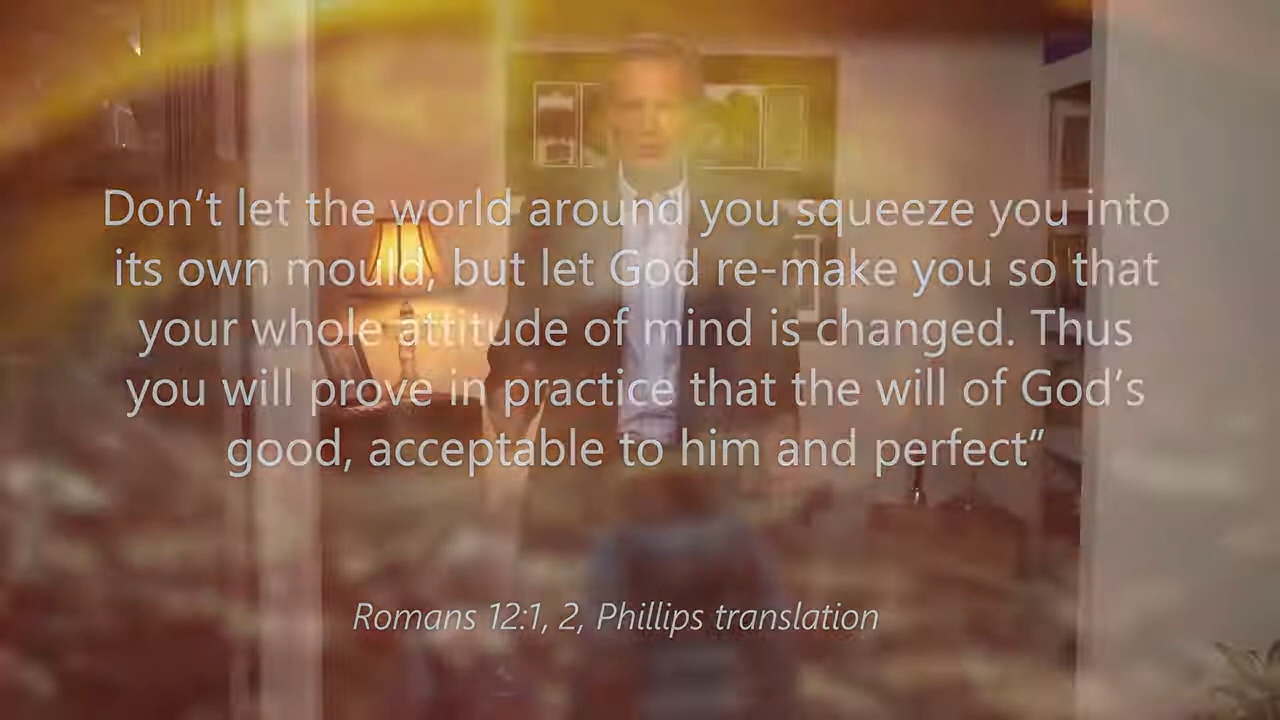 Don't let the world around you squeeze you into
its own mould, but let God re-make you so that
your whole attitude of mind is changed. Thus
you will prove in practice that the will of God's
good, acceptable to him and perfect”
Romans 12:1, 2, Phillips translation